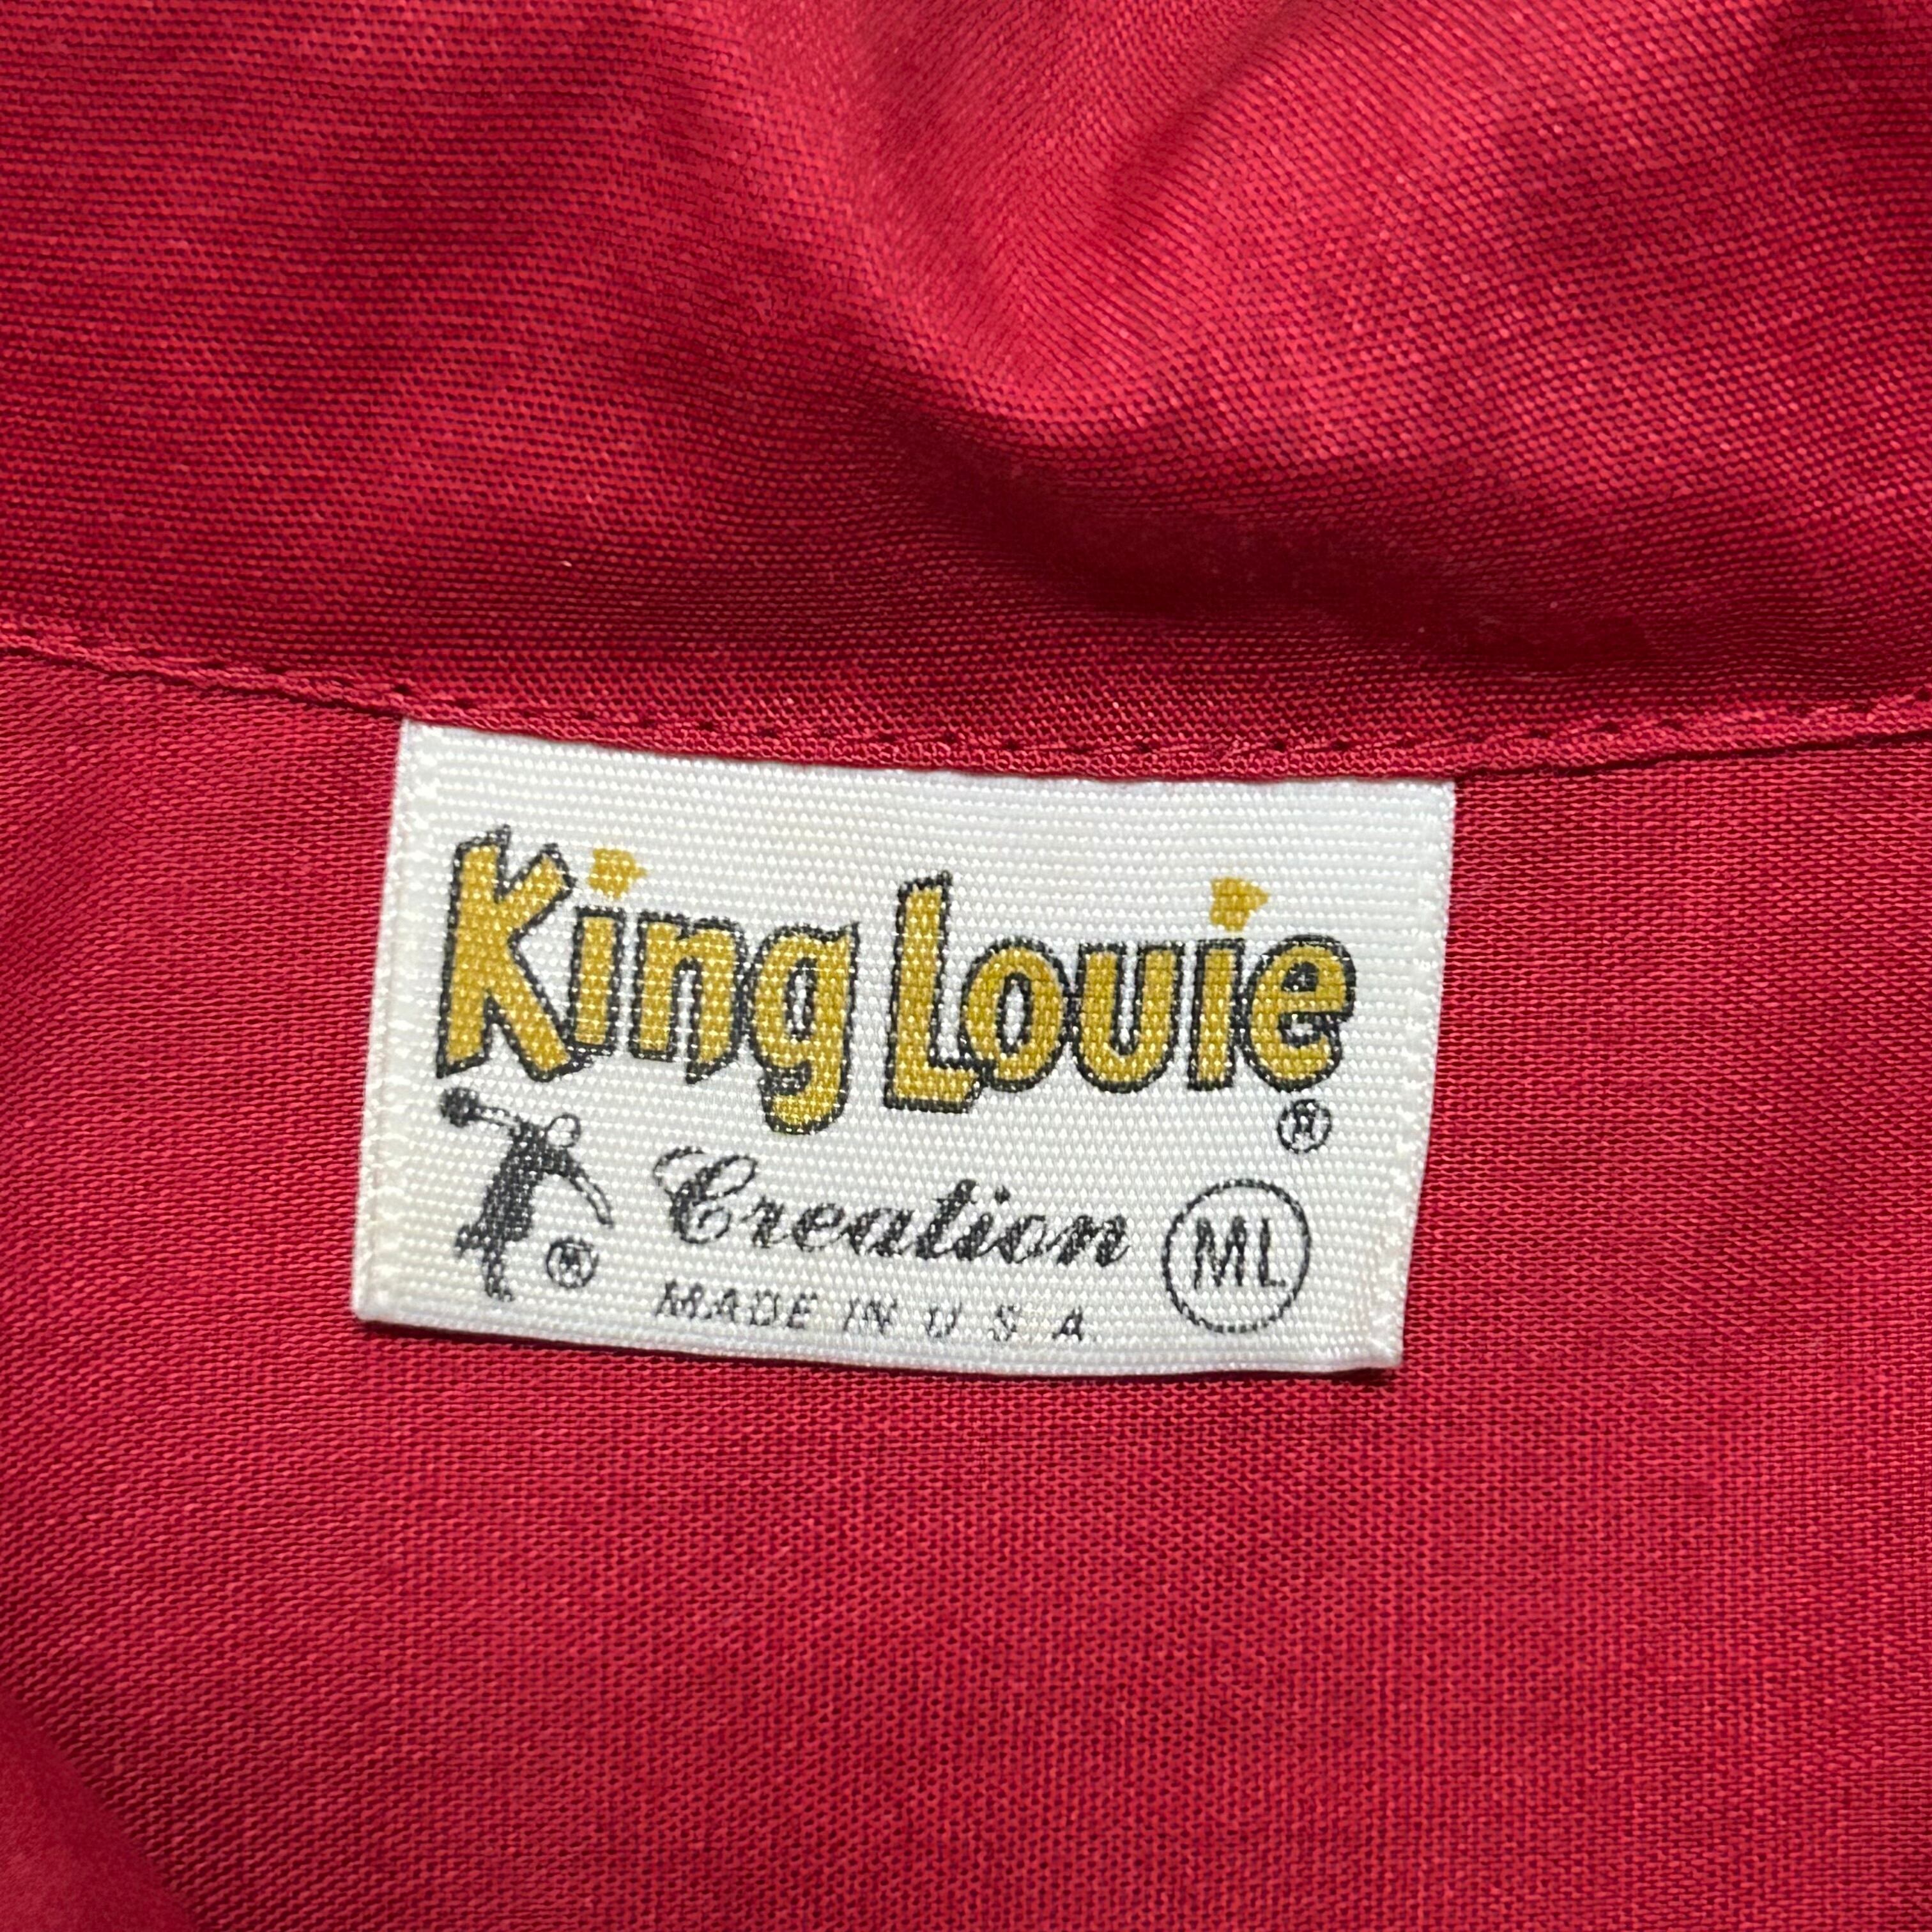 King Louie
®
Creation ML
®
MADE IN U.S.A.